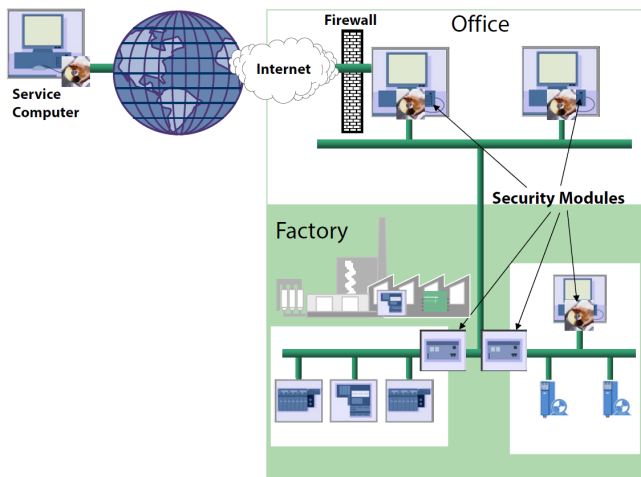 Firewall
Office
Internet
Service
Computer
Security Modules
Factory